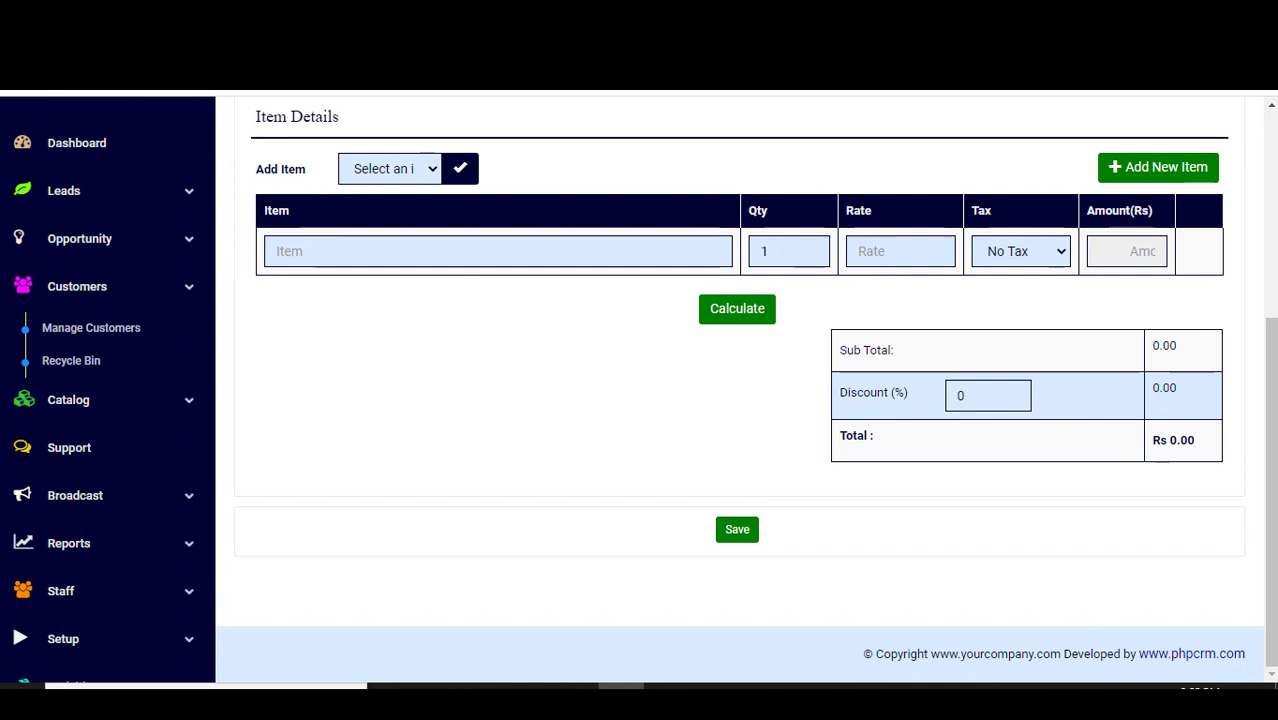 Item Details
Dashboard
Add Item
Select an i
Add New Item
Leads
Item Qty Rate Tax Amount(Rs)
Opportunity
Item 1 Rate No Tax Amc
Customers
Calculate
Manage Customers
Sub Total: 0.00
Recycle Bin
Discount (%) 0 0.00
Catalog
Total : Rs 0.00
Support
Broadcast
Save
Reports
Staff
Setup
© Copyright www.yourcompany.com Developed by www.phpcrm.com